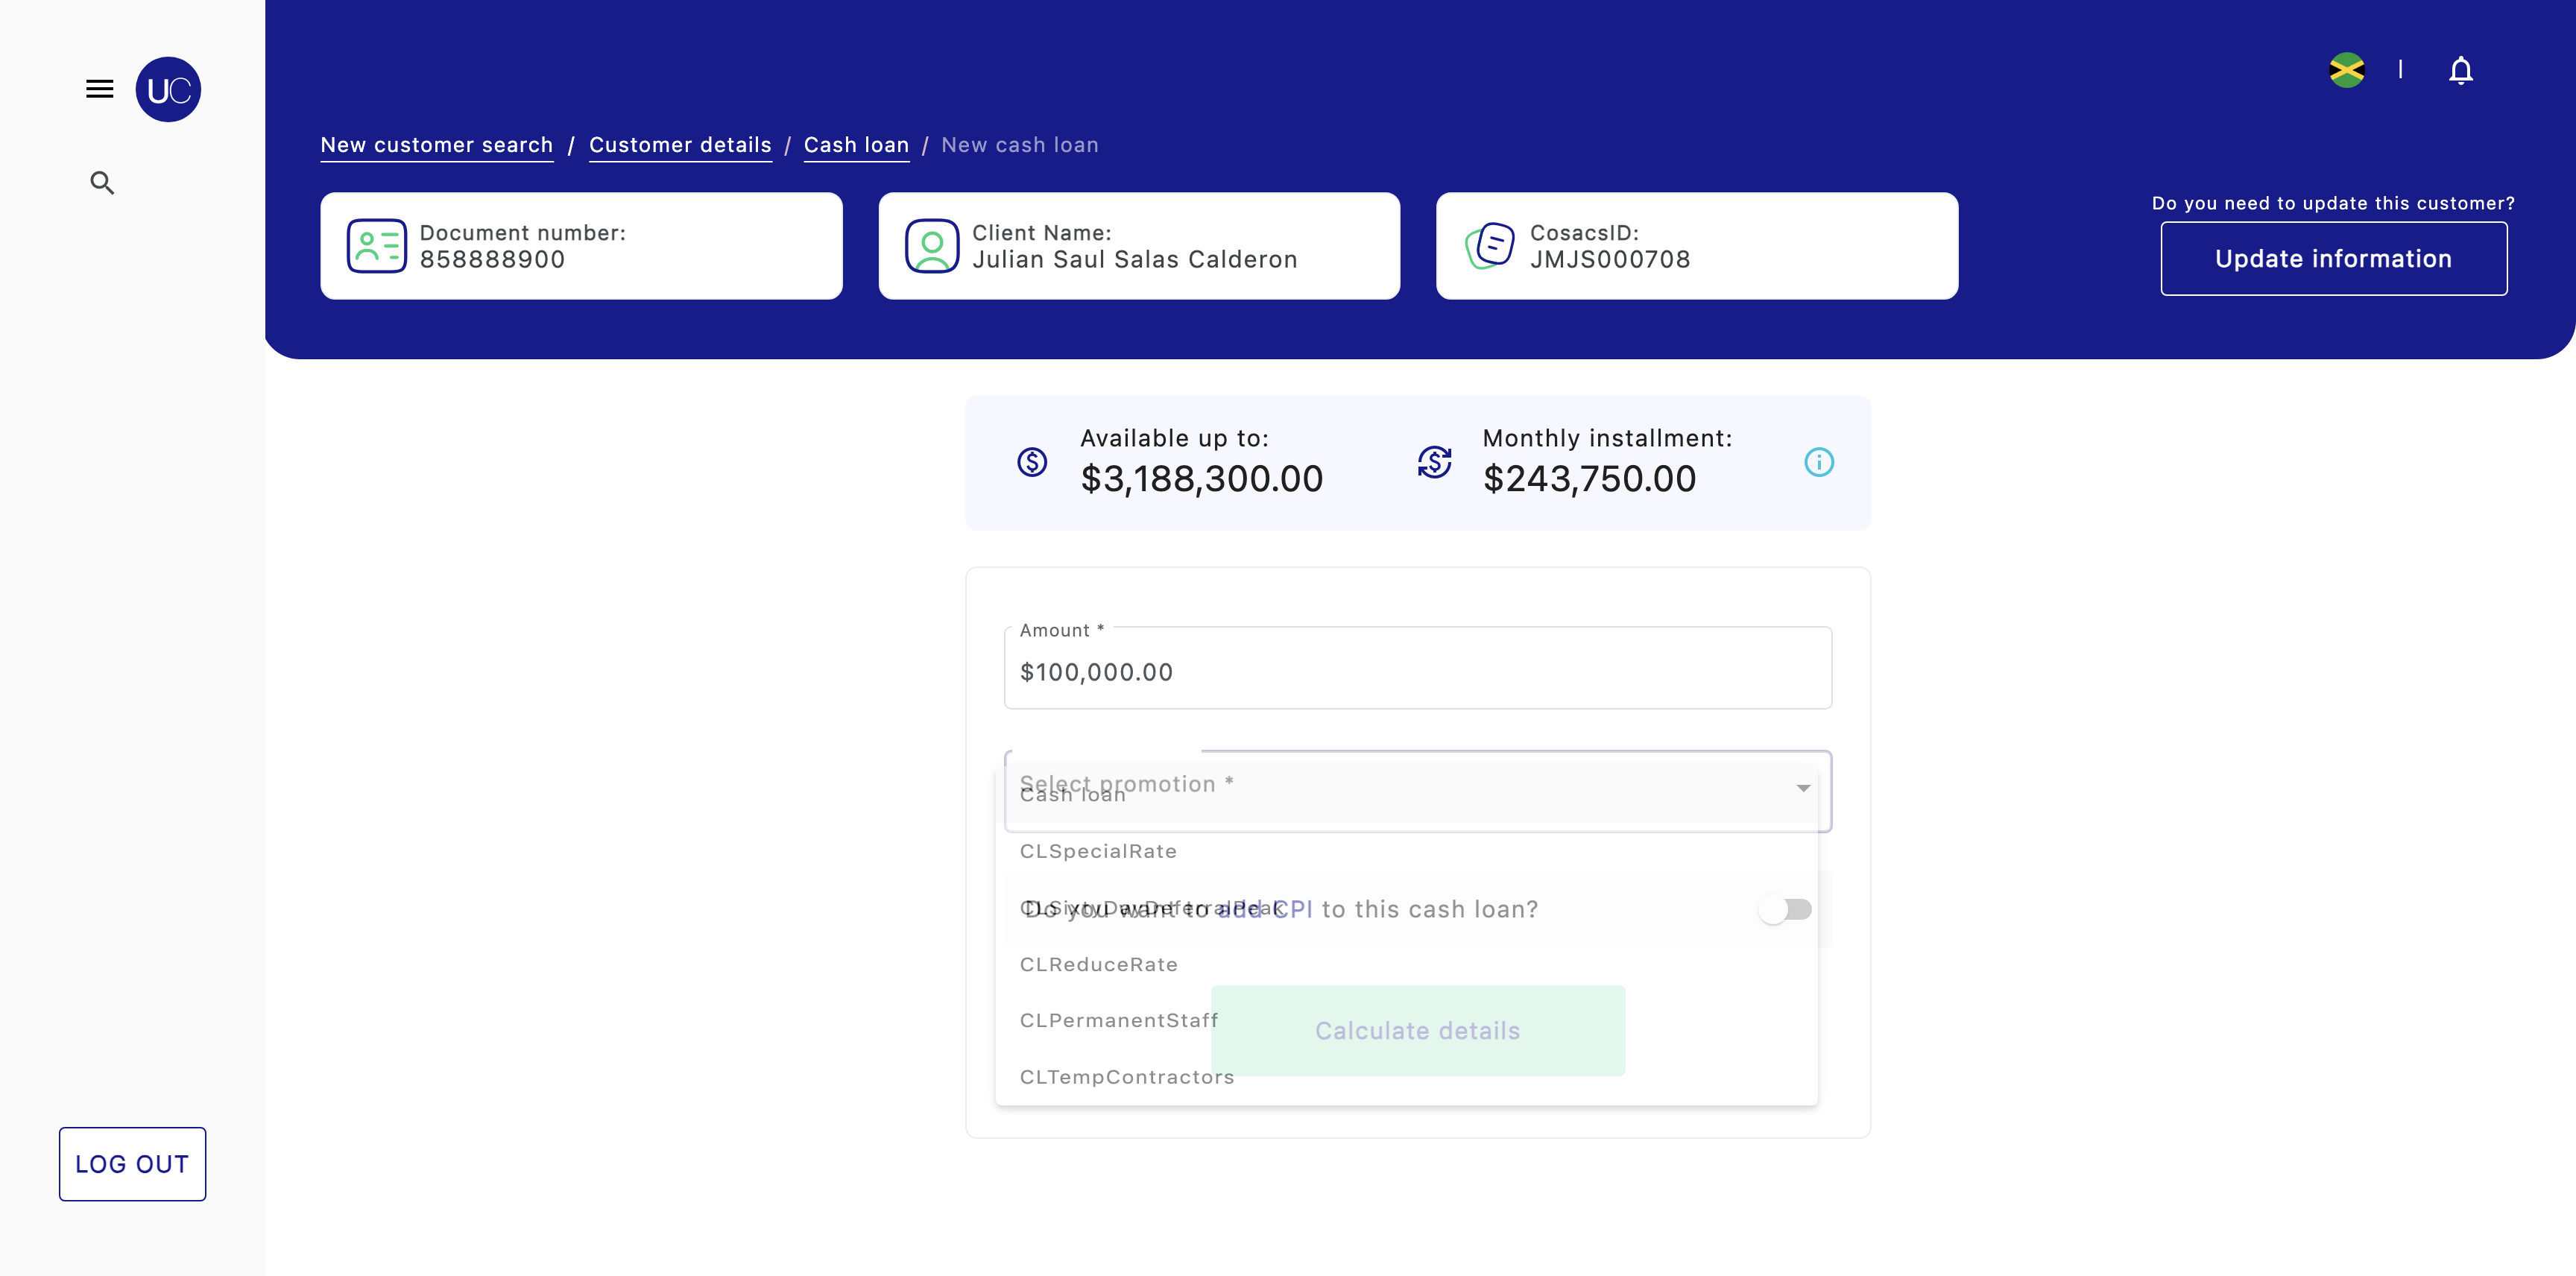 UC
New customer search / Customer details / Cash loan / New cash loan
Document number:
858888900
Client Name:
Julian Saul Salas Calderon
CosacsID:
JMJS000708
Do you need to update this customer?
Update information
Available up to:
$3,188,300.00
Monthly installment:
$243,750.00
Amount *
$100,000.00
Select promotion *
Cash loan
CLSpecialRate
CLSixtyDayDeferralPeak
Do you want to add CPI to this cash loan?
CLReduceRate
CLPermanentStaff
Calculate details
CLTempContractors
LOG OUT